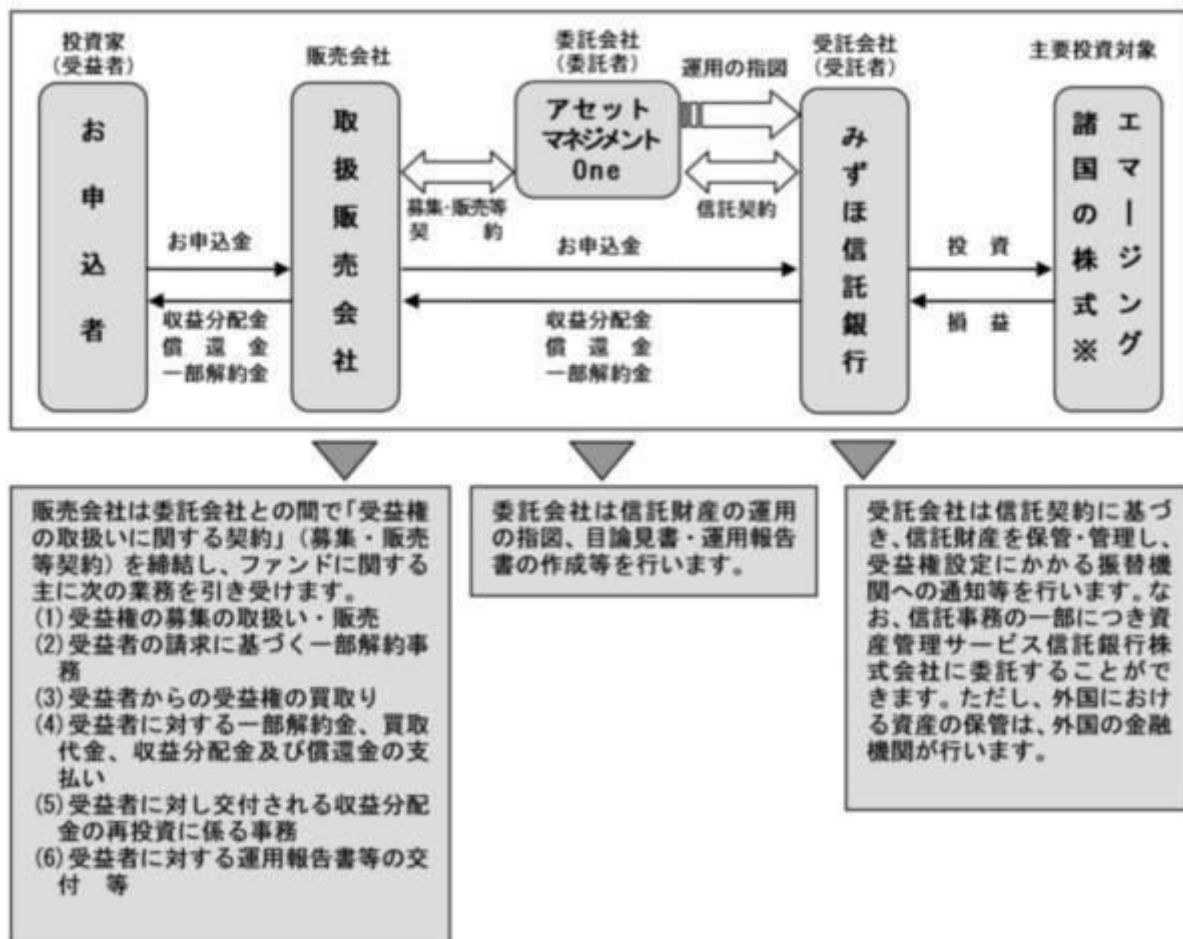 投資家
(受益者)
お申込者
販売会社
取扱販売会社
委託会社
(委託者)
アセット
マネジメント
One
運用の指図
受託会社
(受託者)
みずほ信託銀行
主要投資対象
エマージング
諸国の株式※
募集・販売等
契 約
信託契約
お申込金
収益分配金
償 還 金
一部解約金
お申込金
収益分配金
償 還 金
一部解約金
投 資
損 益
販売会社は委託会社との間で「受益権
の取扱いに関する契約」(募集・販売
等契約)を締結し、ファンドに関する
主に次の業務を引き受けます。
(1)受益権の募集の取扱い・販売
(2)受益者の請求に基づく一部解約事
務
(3)受益者からの受益権の買取り
(4)受益者に対する一部解約金、買取
代金、収益分配金及び償還金の支
払い
(5)受益者に対し交付される収益分配
金の再投資に係る事務
(6)受益者に対する運用報告書等の交
付 等
委託会社は信託財産の運用
の指図、目論見書・運用報告
書の作成等を行います。
受託会社は信託契約に基づ
き、信託財産を保管・管理し、
受益権設定にかかる振替機
関への通知等を行います。な
お、信託事務の一部につき資
産管理サービス信託銀行株
式会社に委託することがで
きます。ただし、外国におけ
る資産の保管は、外国の金融
機関が行います。